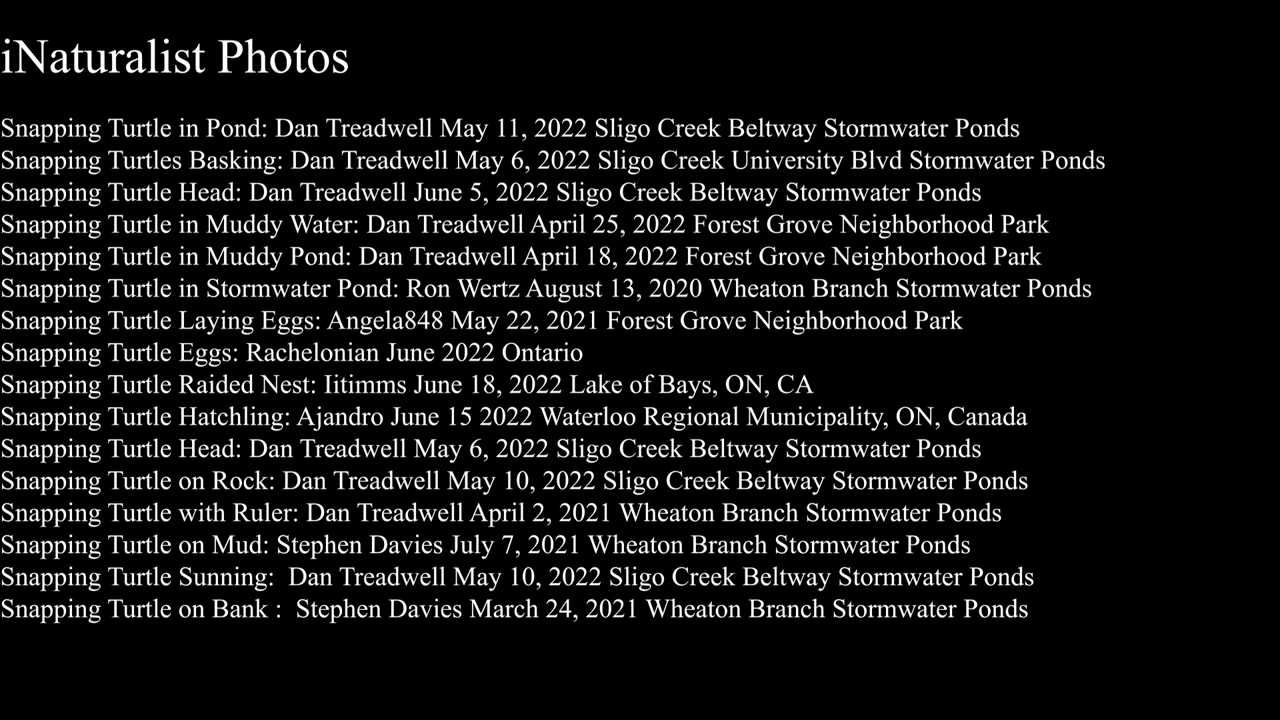 iNaturalist Photos
Snapping Turtle in Pond: Dan Treadwell May 11, 2022 Sligo Creek Beltway Stormwater Ponds
Snapping Turtles Basking: Dan Treadwell May 6, 2022 Sligo Creek University Blvd Stormwater Ponds
Snapping Turtle Head: Dan Treadwell June 5, 2022 Sligo Creek Beltway Stormwater Ponds
Snapping Turtle in Muddy Water: Dan Treadwell April 25, 2022 Forest Grove Neighborhood Park
Snapping Turtle in Muddy Pond: Dan Treadwell April 18, 2022 Forest Grove Neighborhood Park
Snapping Turtle in Stormwater Pond: Ron Wertz August 13, 2020 Wheaton Branch Stormwater Ponds
Snapping Turtle Laying Eggs: Angela848 May 22, 2021 Forest Grove Neighborhood Park
Snapping Turtle Eggs: Rachelonian June 2022 Ontario
Snapping Turtle Raided Nest: Iitimms June 18, 2022 Lake of Bays, ON, CA
Snapping Turtle Hatchling: Ajandro June 15 2022 Waterloo Regional Municipality, ON, Canada
Snapping Turtle Head: Dan Treadwell May 6, 2022 Sligo Creek Beltway Stormwater Ponds
Snapping Turtle on Rock: Dan Treadwell May 10, 2022 Sligo Creek Beltway Stormwater Ponds
Snapping Turtle with Ruler: Dan Treadwell April 2, 2021 Wheaton Branch Stormwater Ponds
Snapping Turtle on Mud: Stephen Davies July 7, 2021 Wheaton Branch Stormwater Ponds
Snapping Turtle Sunning:  Dan Treadwell May 10, 2022 Sligo Creek Beltway Stormwater Ponds
Snapping Turtle on Bank :  Stephen Davies March 24, 2021 Wheaton Branch Stormwater Ponds